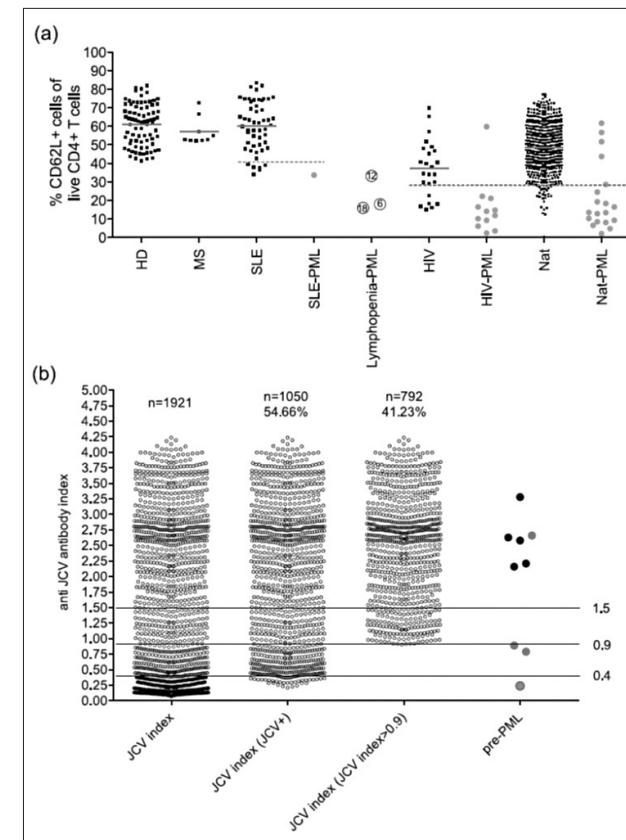 (a)
% CD62L+ cells of
live CD4+ T cells
100
90
80
70
60
50
40
30
20
10
0
12
18
6
HD
MS
SLE
SLE-PML
Lymphopenia-PML
HIV
HIV-PML
Nat
Nat-PML
(b)
anti JCV antibody index
5.00
4.75
4.50
4.25
4.00
3.75
3.50
3.25
3.00
2.75
2.50
2.25
2.00
1.75
1.50
1.25
1.00
0.75
0.50
0.25
0.00
n=1921
n=1050
54.66%
n=792
41.23%
1.5
0.9
0.4
JCV index
JCV index (JCV+)
JCV index (JCV index>0.9)
pre-PML